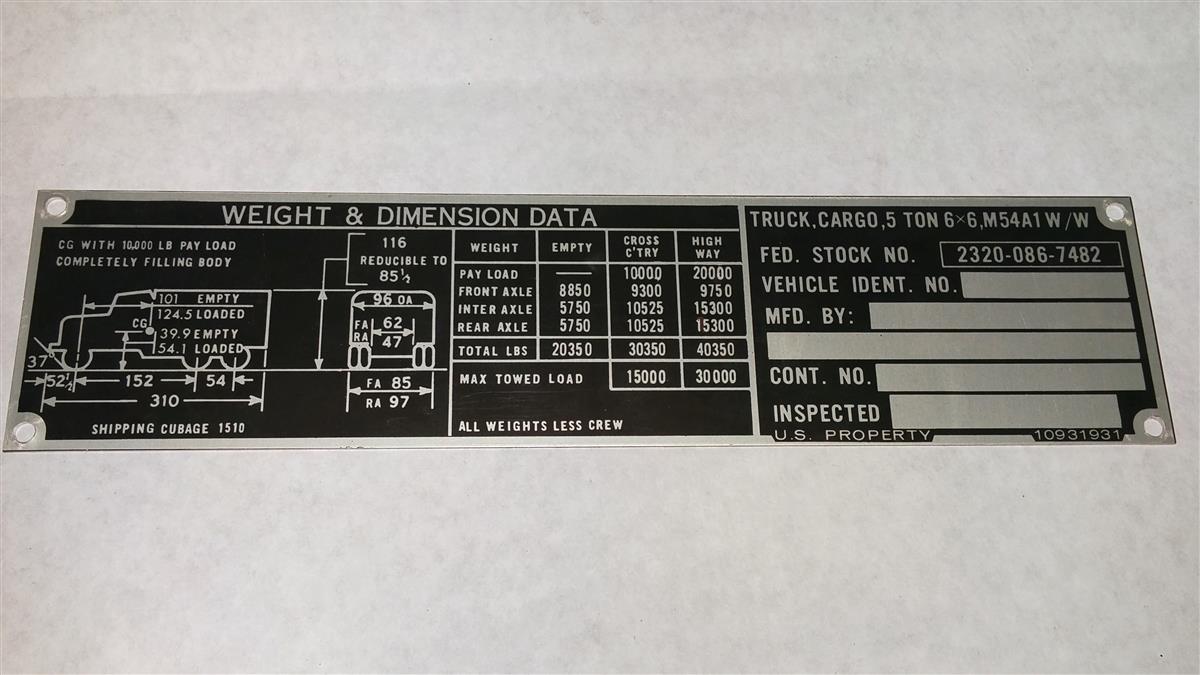 WEIGHT & DIMENSION DATA
CG WITH 10,000 LB PAY LOAD
COMPLETELY FILLING BODY
116
REDUCIBLE TO
85½
101 EMPTY
124.5 LOADED
CG
39.9 EMPTY
54.1 LOADED
37°
52½ 152 54
310
SHIPPING CUBAGE 1510
96 OA
FA 62
RA 47
FA 85
RA 97
WEIGHT EMPTY CROSS C'TRY HIGH WAY
PAY LOAD — 10000 20000
FRONT AXLE 8850 9300 9750
INTER AXLE 5750 10525 15300
REAR AXLE 5750 10525 15300
TOTAL LBS 20350 30350 40350
MAX TOWED LOAD 15000 30000
ALL WEIGHTS LESS CREW
TRUCK, CARGO, 5 TON 6×6, M54A1 W/W
FED. STOCK NO. 2320-086-7482
VEHICLE IDENT. NO.
MFD. BY:
CONT. NO.
INSPECTED
U.S. PROPERTY 10931931